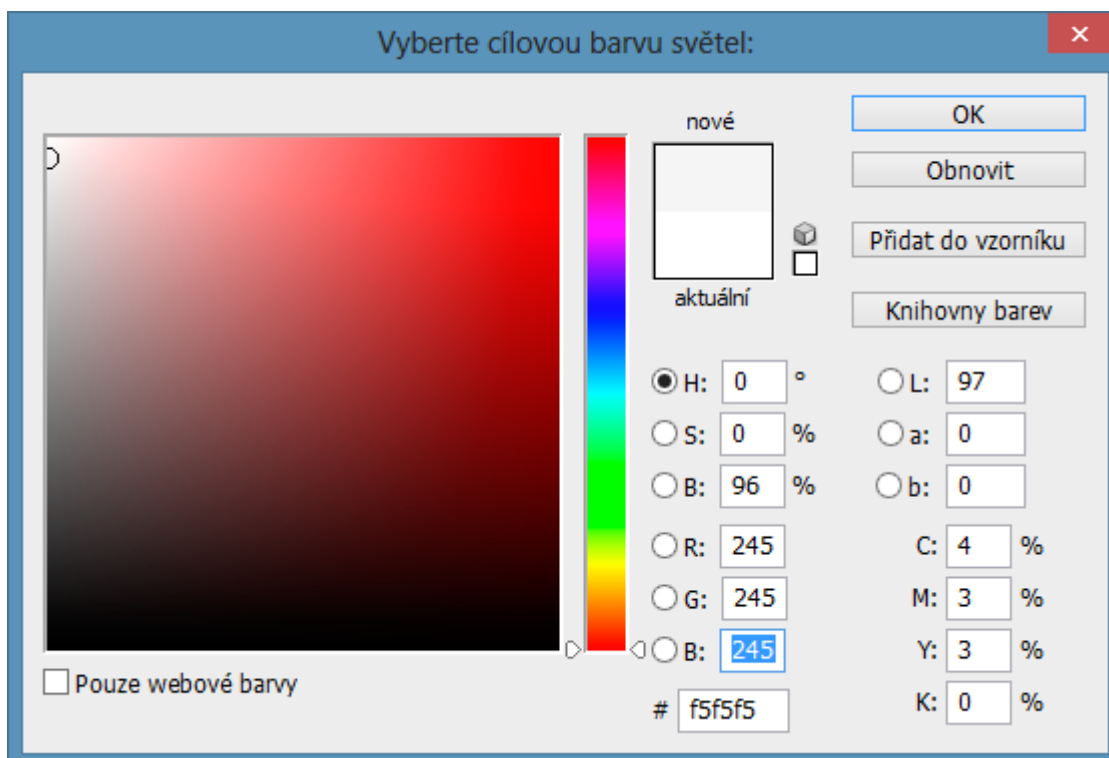 Vyberte cílovou barvu světel:
nové
aktuální
OK
Obnovit
Přidat do vzorníku
Knihovny barev
H: 0 °
S: 0 %
B: 96 %
R: 245
G: 245
B: 245
# f5f5f5
L: 97
a: 0
b: 0
C: 4 %
M: 3 %
Y: 3 %
K: 0 %
Pouze webové barvy